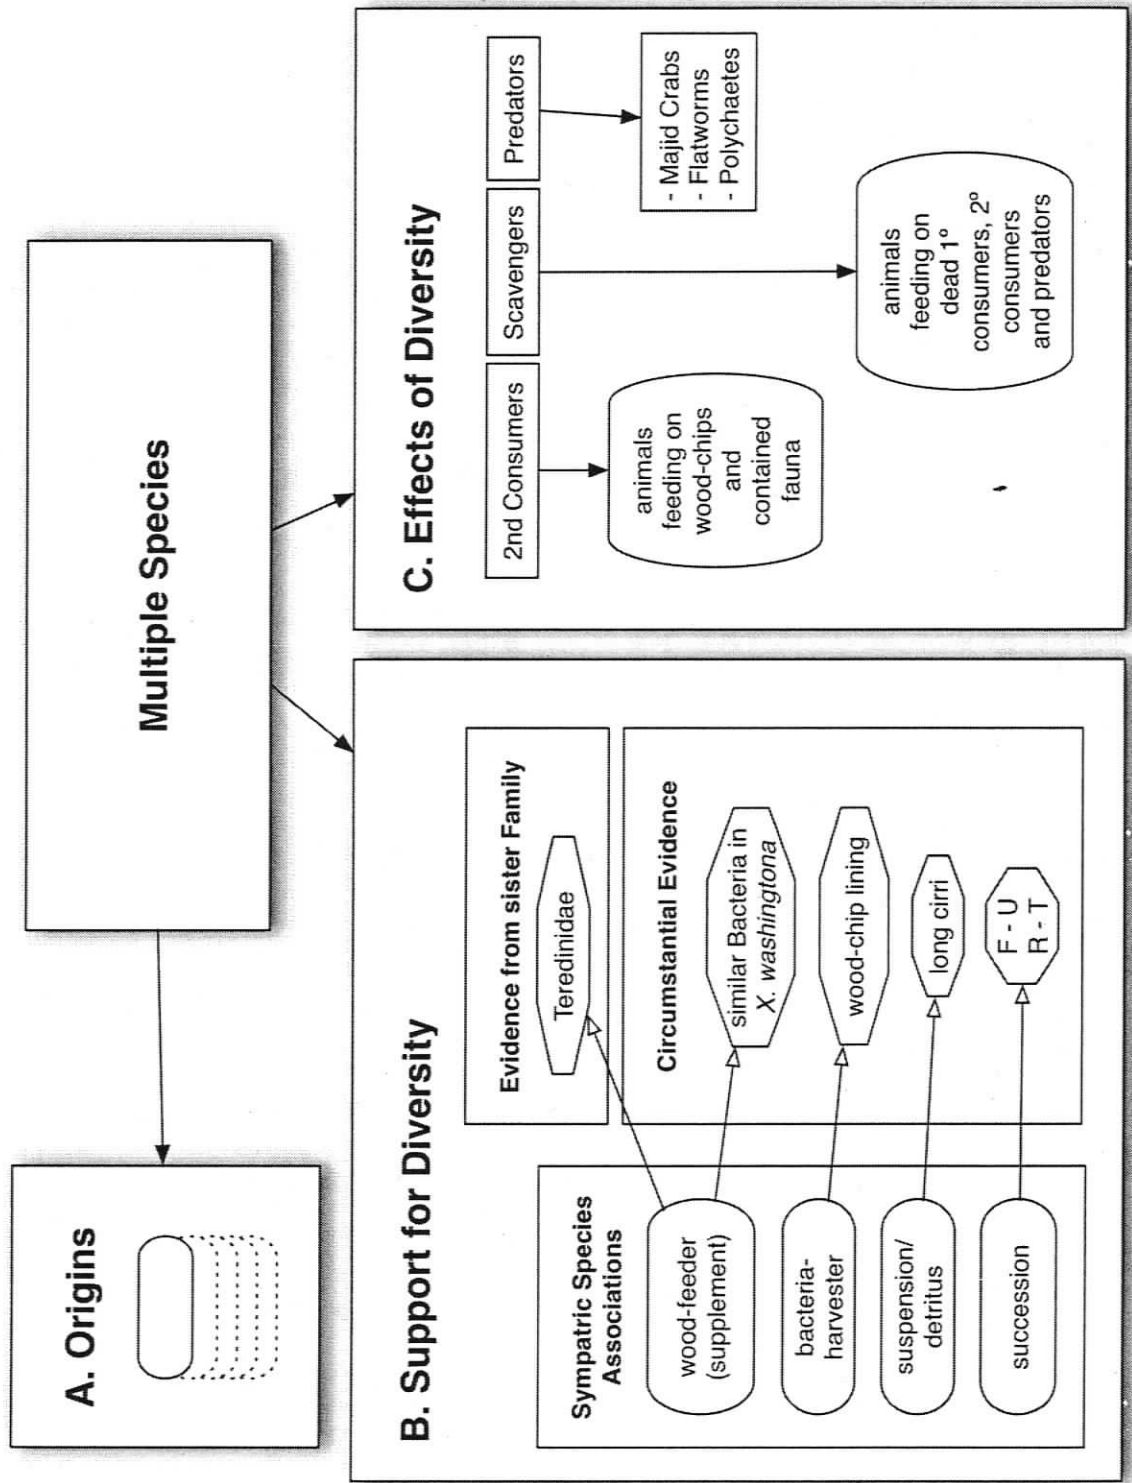 Multiple Species
A. Origins
B. Support for Diversity
Sympatric Species
Associations
wood-feeder
(supplement)
bacteria-
harvester
suspension/
detritus
succession
Evidence from sister Family
Teredinidae
Circumstantial Evidence
similar Bacteria in
X. washingtona
wood-chip lining
long cirri
F - U
R - T
C. Effects of Diversity
2nd Consumers
Scavengers
Predators
animals
feeding on
wood-chips
and
contained
fauna
animals
feeding on
dead 1º
consumers, 2º
consumers
and predators
- Majid Crabs
- Flatworms
- Polychaetes